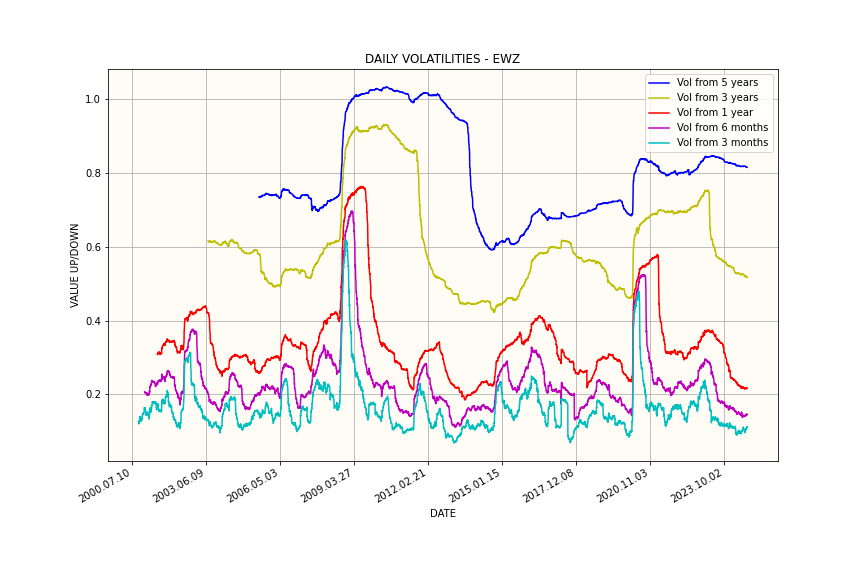 DAILY VOLATILITIES - EWZ
Vol from 5 years
Vol from 3 years
Vol from 1 year
Vol from 6 months
Vol from 3 months
VALUE UP/DOWN
1.0
0.8
0.6
0.4
0.2
2000.07.10
2003.06.09
2006.05.03
2009.03.27
2012.02.21
2015.01.15
2017.12.08
2020.11.03
2023.10.02
DATE